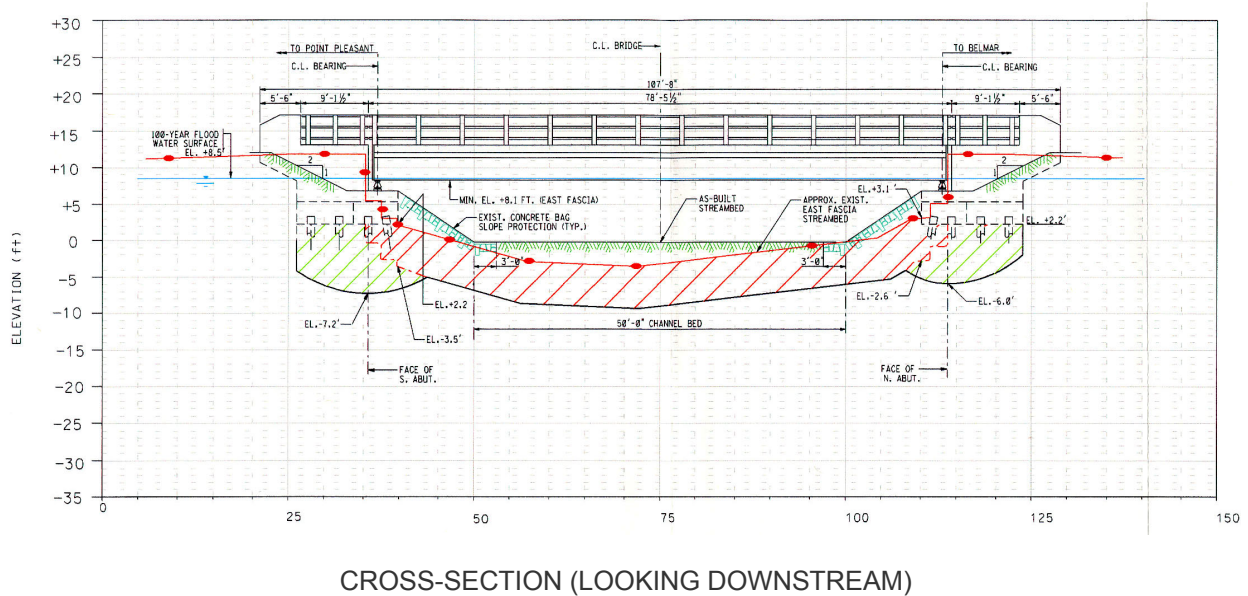 +30
+25
+20
+15
+10
+5
0
-5
-10
-15
-20
-25
-30
-35
ELEVATION (ft)
TO POINT PLEASANT
C.L. BEARING
C.L. BRIDGE
TO BELMAR
C.L. BEARING
107'-8"
5'-6"
9'-1½"
78'-5½"
9'-1½"
5'-6"
100-YEAR FLOOD
WATER SURFACE
EL. +8.5'
2
1
2
1
MIN. EL. +8.1 FT. (EAST FASCIA)
EXIST. CONCRETE BAG
SLOPE PROTECTION (TYP.)
AS-BUILT
STREAMBED
APPROX. EXIST.
EAST FASCIA
STREAMBED
EL.+3.1'
EL. +2.2'
3'-0"
3'-0"
EL.-7.2'
EL.+2.2
EL.-3.5'
EL.-2.6'
EL.-6.0'
50'-0" CHANNEL BED
FACE OF
S. ABUT.
FACE OF
N. ABUT.
0
25
50
75
100
125
150
CROSS-SECTION (LOOKING DOWNSTREAM)